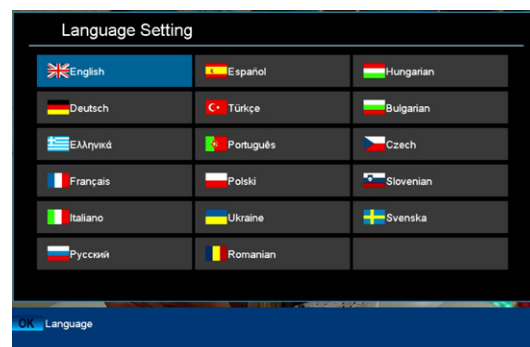 Language Setting
English
Español
Hungarian
Deutsch
Türkçe
Bulgarian
Ελληνικά
Português
Czech
Français
Polski
Slovenian
Italiano
Ukraine
Svenska
Русский
Romanian
OK Language